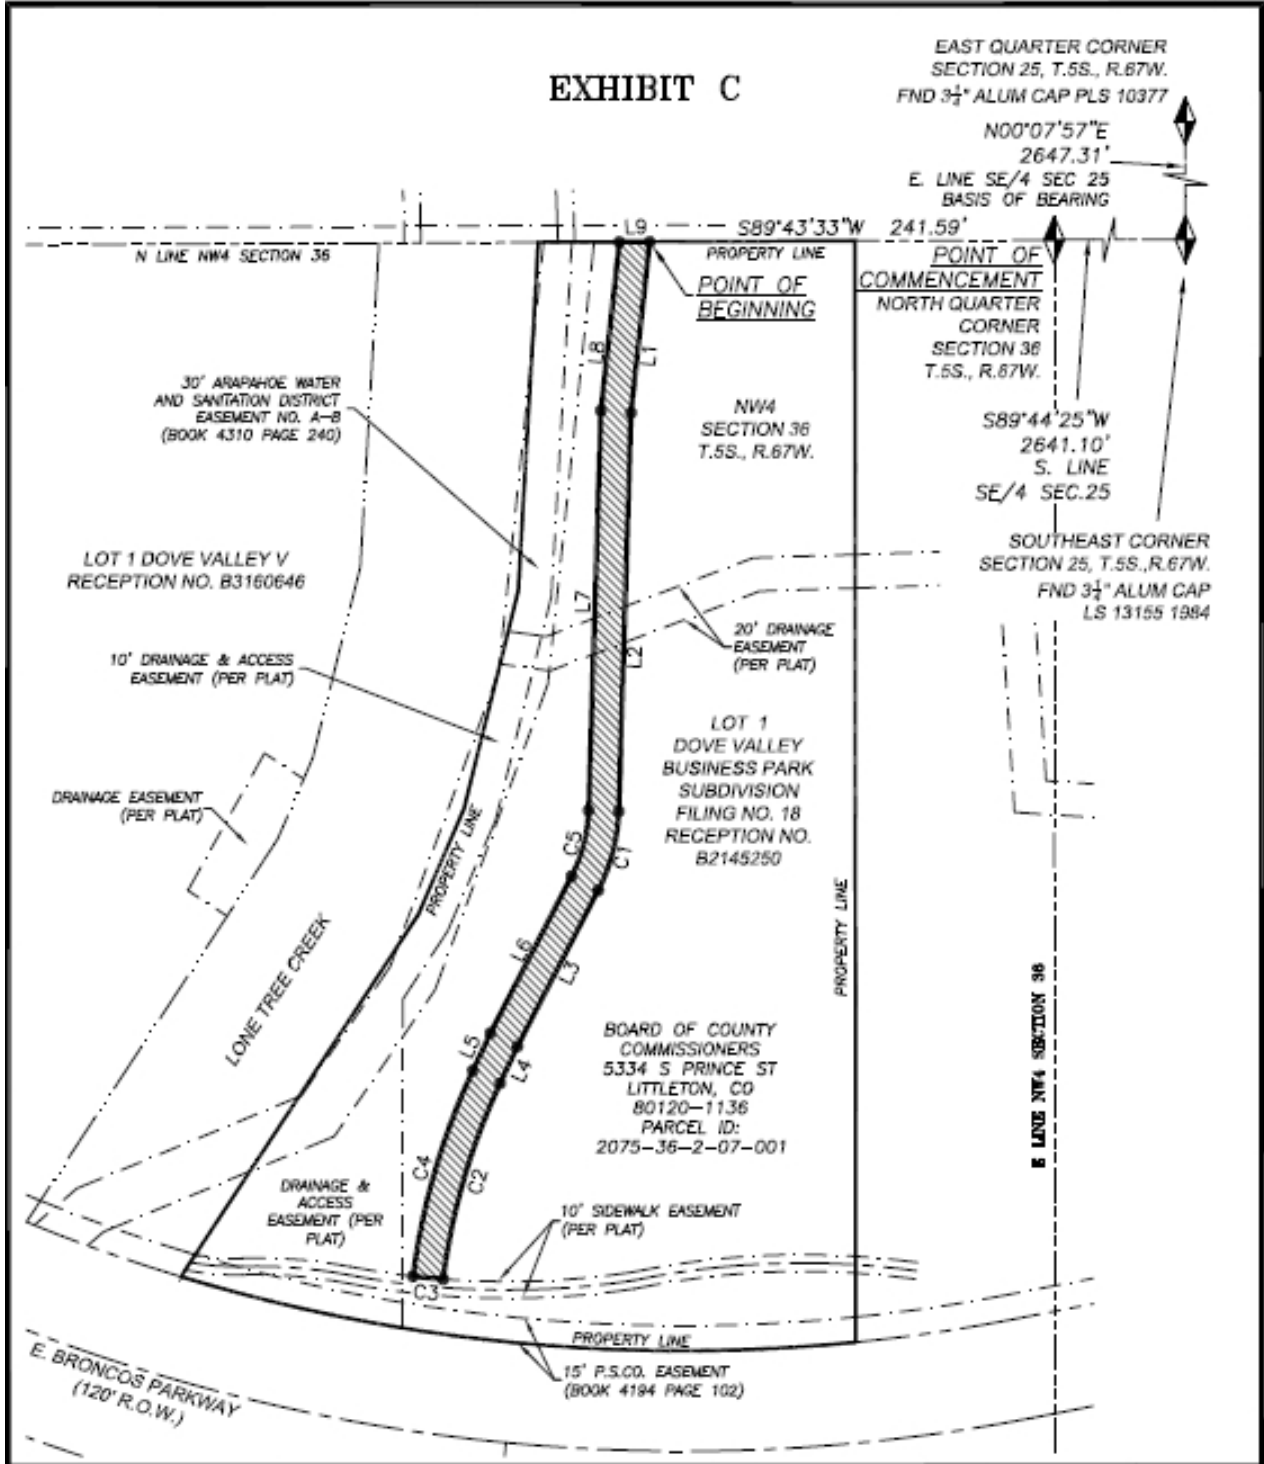 EXHIBIT C
EAST QUARTER CORNER
SECTION 25, T.5S., R.67W.
FND 3¼" ALUM CAP PLS 10377
N00°07'57"E
2647.31'
E. LINE SE/4 SEC 25
BASIS OF BEARING
L9
S89°43'33"W 241.59'
N LINE NW4 SECTION 36
PROPERTY LINE
POINT OF
BEGINNING
POINT OF
COMMENCEMENT
NORTH QUARTER
CORNER
SECTION 36
T.5S., R.67W.
L8
L1
30' ARAPAHOE WATER
AND SANITATION DISTRICT
EASEMENT NO. A-B
(BOOK 4310 PAGE 240)
NW4
SECTION 36
T.5S., R.67W.
S89°44'25"W
2641.10'
S. LINE
SE/4 SEC.25
SOUTHEAST CORNER
SECTION 25, T.5S.,R.67W.
FND 3¼" ALUM CAP
LS 13155 1984
LOT 1 DOVE VALLEY V
RECEPTION NO. B3160646
L7
L2
20' DRAINAGE
EASEMENT
(PER PLAT)
10' DRAINAGE & ACCESS
EASEMENT (PER PLAT)
LOT 1
DOVE VALLEY
BUSINESS PARK
SUBDIVISION
FILING NO. 18
RECEPTION NO.
B2145250
DRAINAGE EASEMENT
(PER PLAT)
PROPERTY LINE
C5
C1
PROPERTY LINE
LONE TREE CREEK
L6
L3
E LINE NW4 SECTION 36
L5
L4
BOARD OF COUNTY
COMMISSIONERS
5334 S PRINCE ST
LITTLETON, CO
80120-1136
PARCEL ID:
2075-36-2-07-001
C4
C2
DRAINAGE &
ACCESS
EASEMENT (PER
PLAT)
10' SIDEWALK EASEMENT
(PER PLAT)
C3
PROPERTY LINE
15' P.S.CO. EASEMENT
(BOOK 4194 PAGE 102)
E. BRONCOS PARKWAY
(120' R.O.W.)